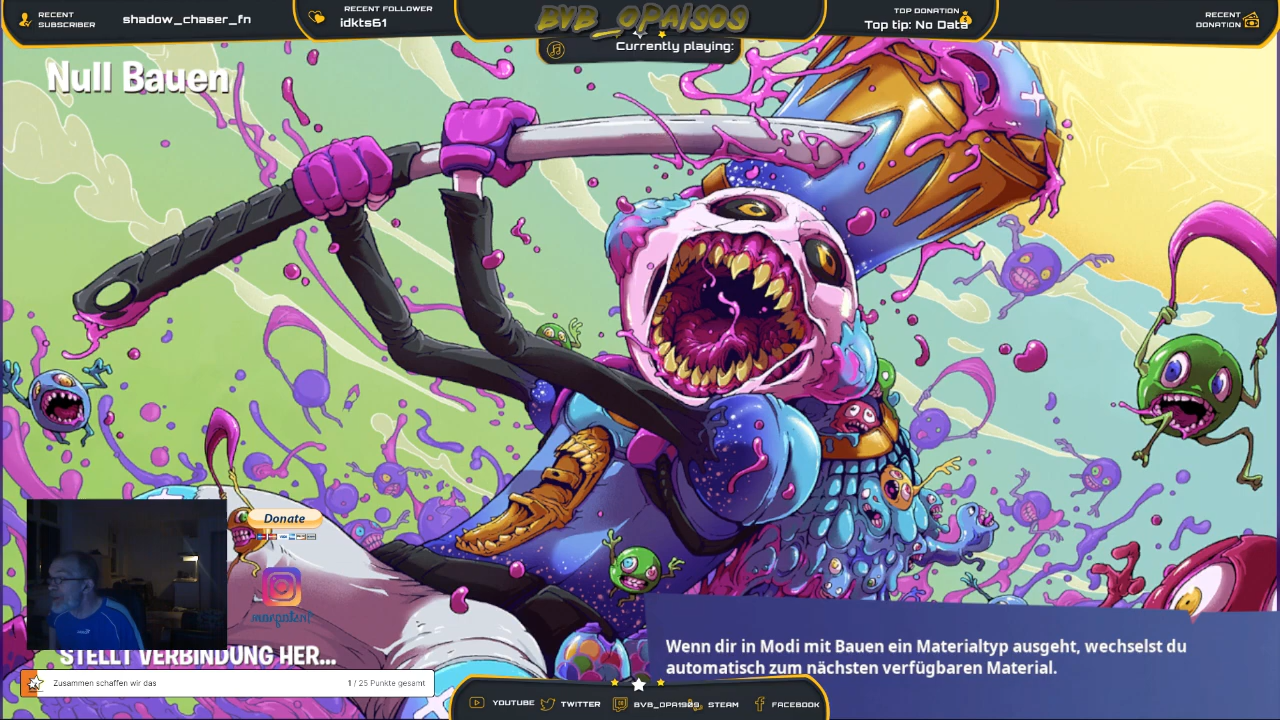 RECENT
SUBSCRIBER
shadow_chaser_fn
RECENT FOLLOWER
idkts61
BVB_OPA1909
TOP DONATION
Top tip: No Data
RECENT
DONATION
Currently playing:
Null Bauen
Donate
STELLT VERBINDUNG HER...
Wenn dir in Modi mit Bauen ein Materialtyp ausgeht, wechselst du
automatisch zum nächsten verfügbaren Material.
Zusammen schaffen wir das
1 / 25 Punkte gesamt
YOUTUBE
TWITTER
BVB_OPA1909
STEAM
FACEBOOK